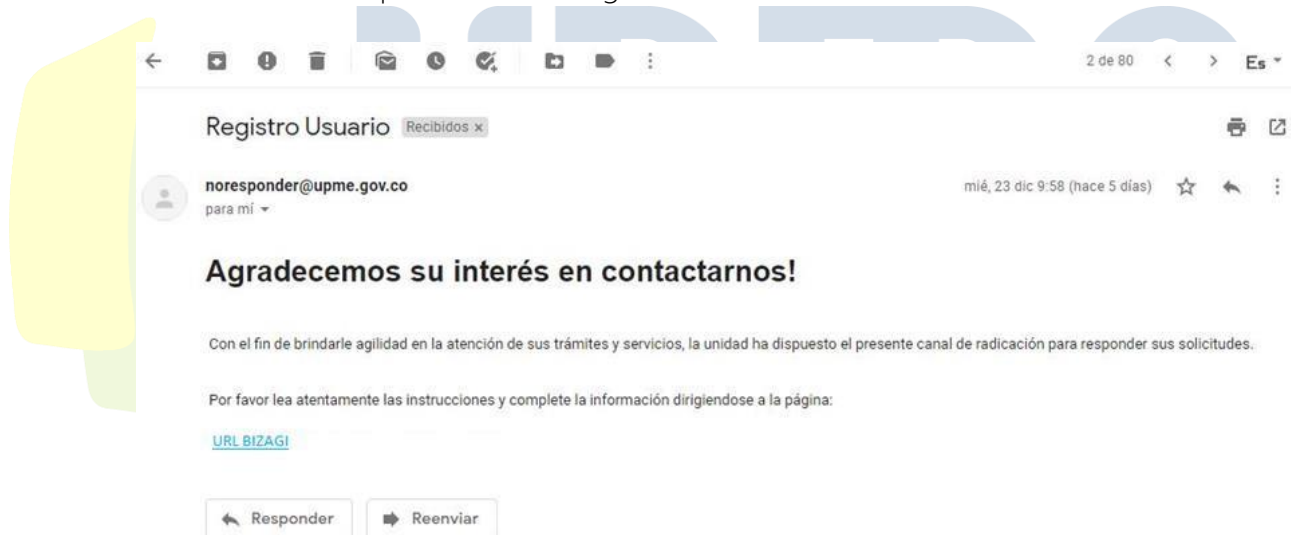 2 de 80
Es
Registro Usuario Recibidos x
noresponder@upme.gov.co
mié, 23 dic 9:58 (hace 5 días)
para mí
Agradecemos su interés en contactarnos!
Con el fin de brindarle agilidad en la atención de sus trámites y servicios, la unidad ha dispuesto el presente canal de radicación para responder sus solicitudes.
Por favor lea atentamente las instrucciones y complete la información dirigiendose a la página:
URL BIZAGI
Responder Reenviar